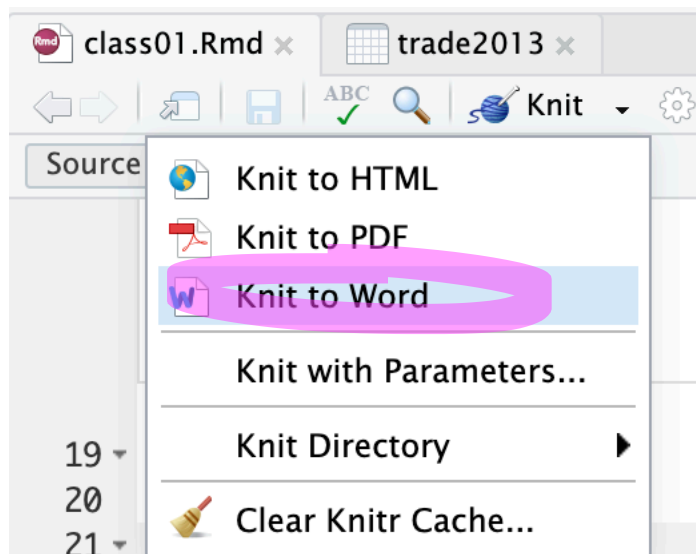 Rmd class01.Rmd × trade2013 ×
ABC Knit
Source
Knit to HTML
Knit to PDF
W Knit to Word
Knit with Parameters...
Knit Directory
19
20
Clear Knitr Cache...
21